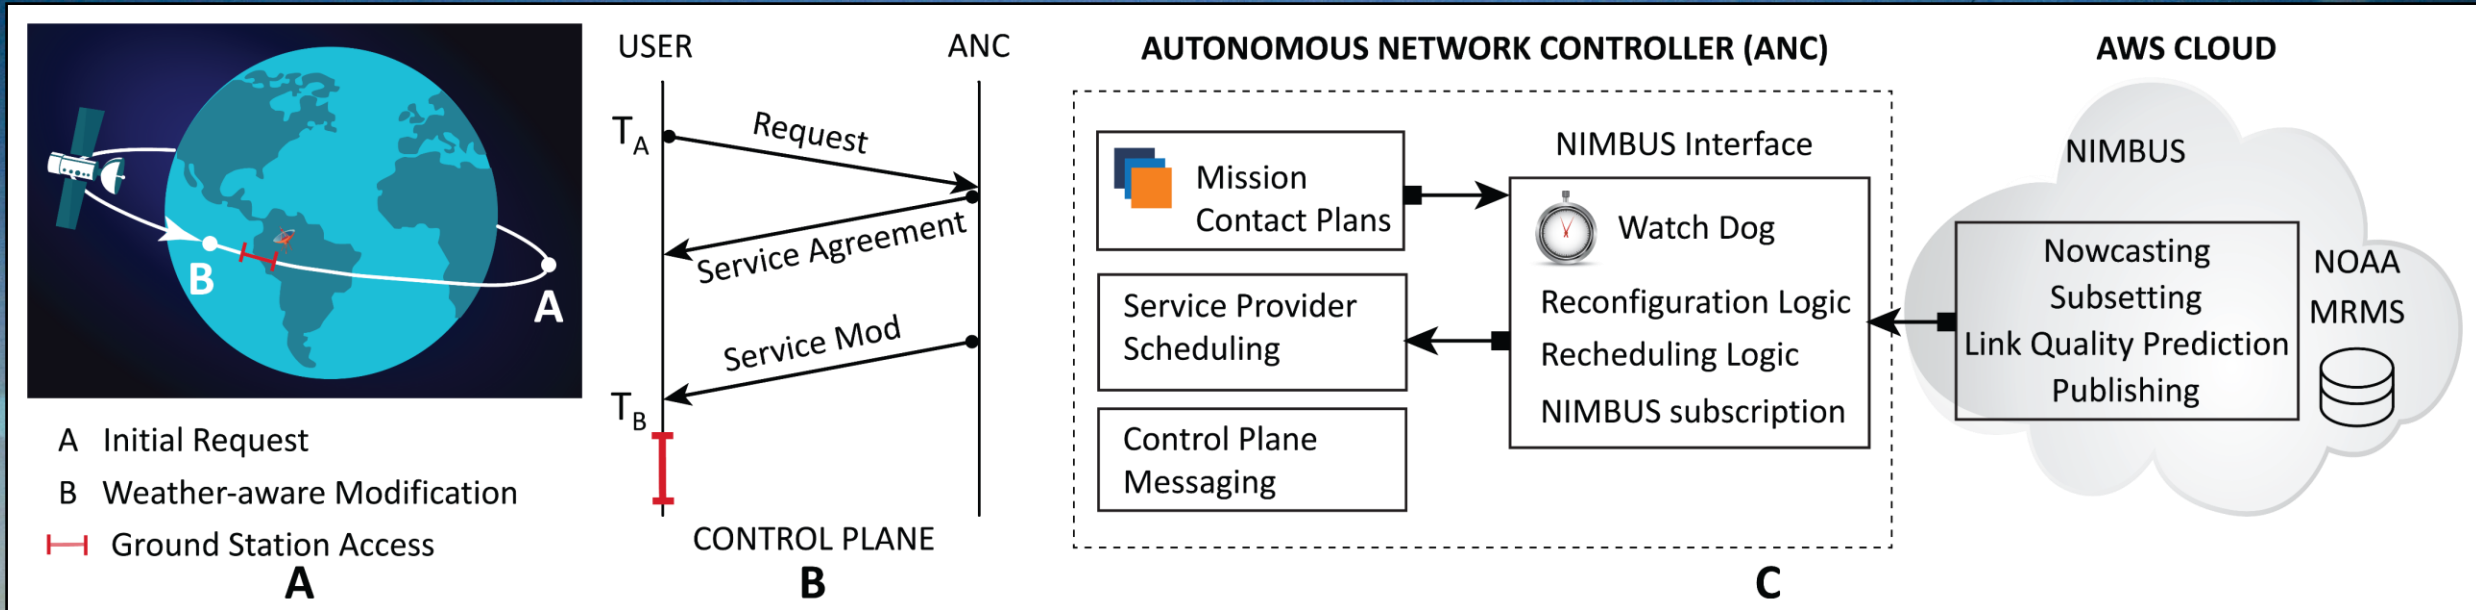 B
A
A Initial Request
B Weather-aware Modification
Ground Station Access
A
USER
ANC
T_A
Request
Service Agreement
Service Mod
T_B
CONTROL PLANE
B
AUTONOMOUS NETWORK CONTROLLER (ANC)
Mission
Contact Plans
Service Provider
Scheduling
Control Plane
Messaging
NIMBUS Interface
Watch Dog
Reconfiguration Logic
Recheduling Logic
NIMBUS subscription
C
AWS CLOUD
NIMBUS
Nowcasting
Subsetting
Link Quality Prediction
Publishing
NOAA
MRMS